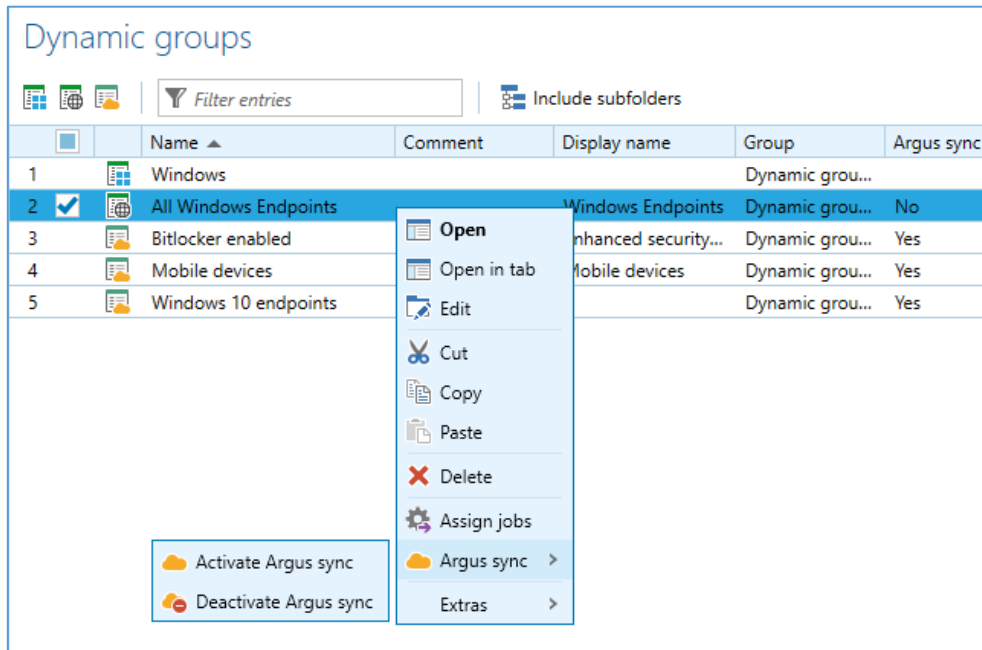 Dynamic groups
Filter entries
Include subfolders
Name Comment Display name Group Argus sync
1 Windows Dynamic grou...
2 All Windows Endpoints Windows Endpoints Dynamic grou... No
3 Bitlocker enabled nhanced security... Dynamic grou... Yes
4 Mobile devices Mobile devices Dynamic grou... Yes
5 Windows 10 endpoints Dynamic grou... Yes
Open
Open in tab
Edit
Cut
Copy
Paste
Delete
Assign jobs
Argus sync
Extras
Activate Argus sync
Deactivate Argus sync